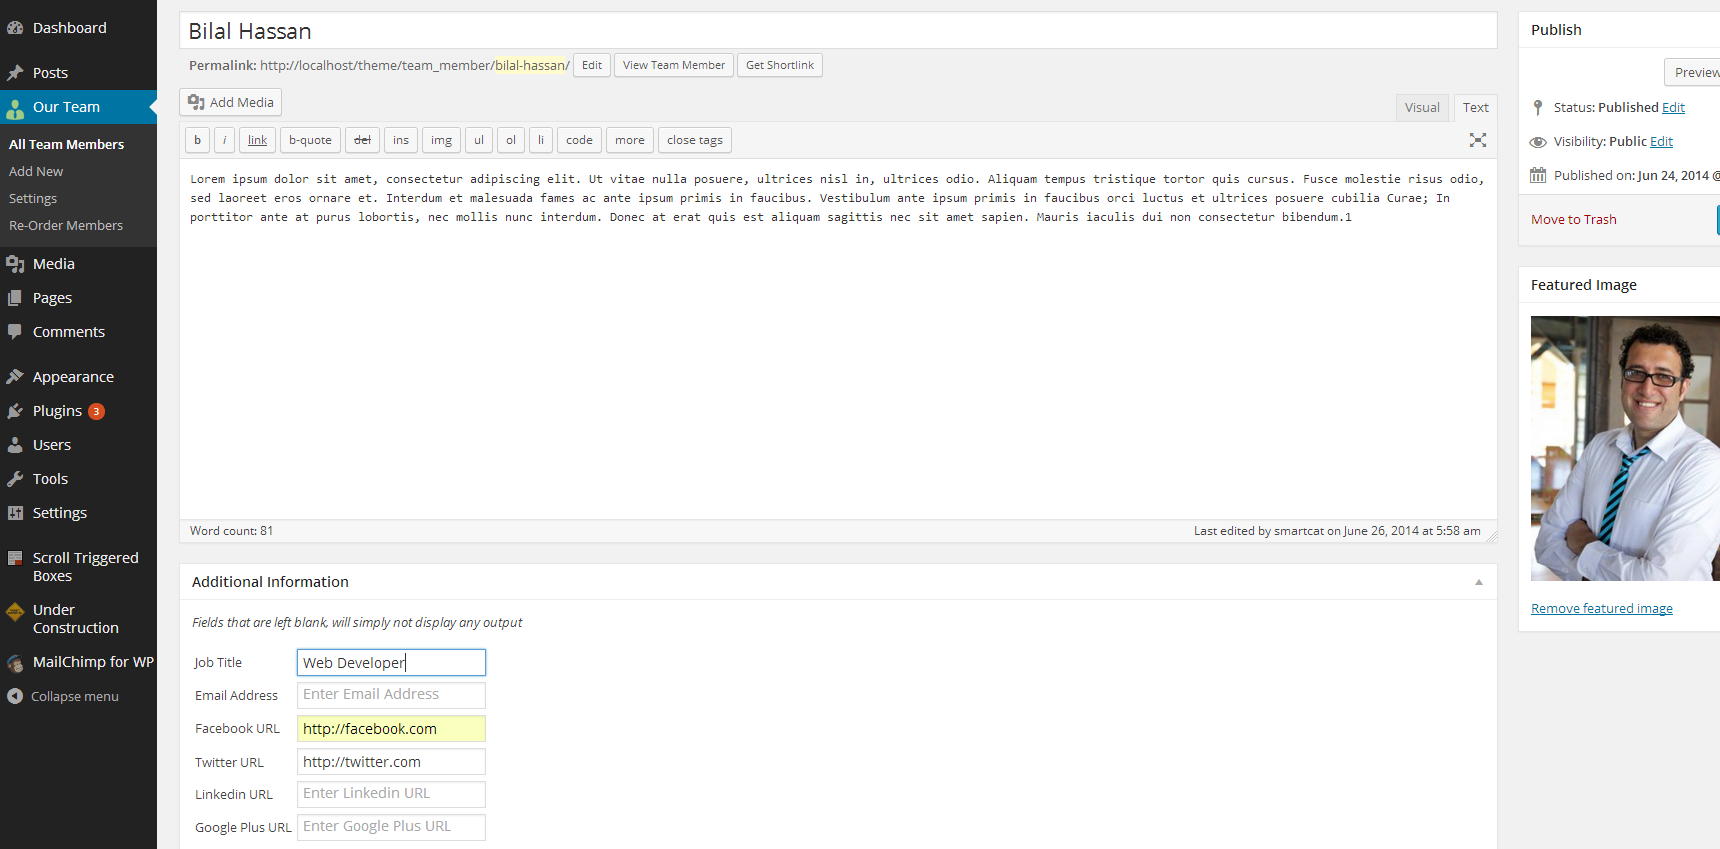 Dashboard
Posts
Our Team
All Team Members
Add New
Settings
Re-Order Members
Media
Pages
Comments
Appearance
Plugins 3
Users
Tools
Settings
Scroll Triggered
Boxes
Under
Construction
MailChimp for WP
Collapse menu
Bilal Hassan
Permalink: http://localhost/theme/team_member/bilal-hassan/ Edit View Team Member Get Shortlink
Add Media
Visual Text
b i link b-quote del ins img ul ol li code more close tags
Lorem ipsum dolor sit amet, consectetur adipiscing elit. Ut vitae nulla posuere, ultrices nisl in, ultrices odio. Aliquam tempus tristique tortor quis cursus. Fusce molestie risus odio,
sed laoreet eros ornare et. Interdum et malesuada fames ac ante ipsum primis in faucibus. Vestibulum ante ipsum primis in faucibus orci luctus et ultrices posuere cubilia Curae; In
porttitor ante at purus lobortis, nec mollis nunc interdum. Donec at erat quis est aliquam sagittis nec sit amet sapien. Mauris iaculis dui non consectetur bibendum.1
Word count: 81
Last edited by smartcat on June 26, 2014 at 5:58 am
Additional Information
Fields that are left blank, will simply not display any output
Job Title Web Developer
Email Address Enter Email Address
Facebook URL http://facebook.com
Twitter URL http://twitter.com
Linkedin URL Enter Linkedin URL
Google Plus URL Enter Google Plus URL
Publish
Preview
Status: Published Edit
Visibility: Public Edit
Published on: Jun 24, 2014 @
Move to Trash
Featured Image
Remove featured image